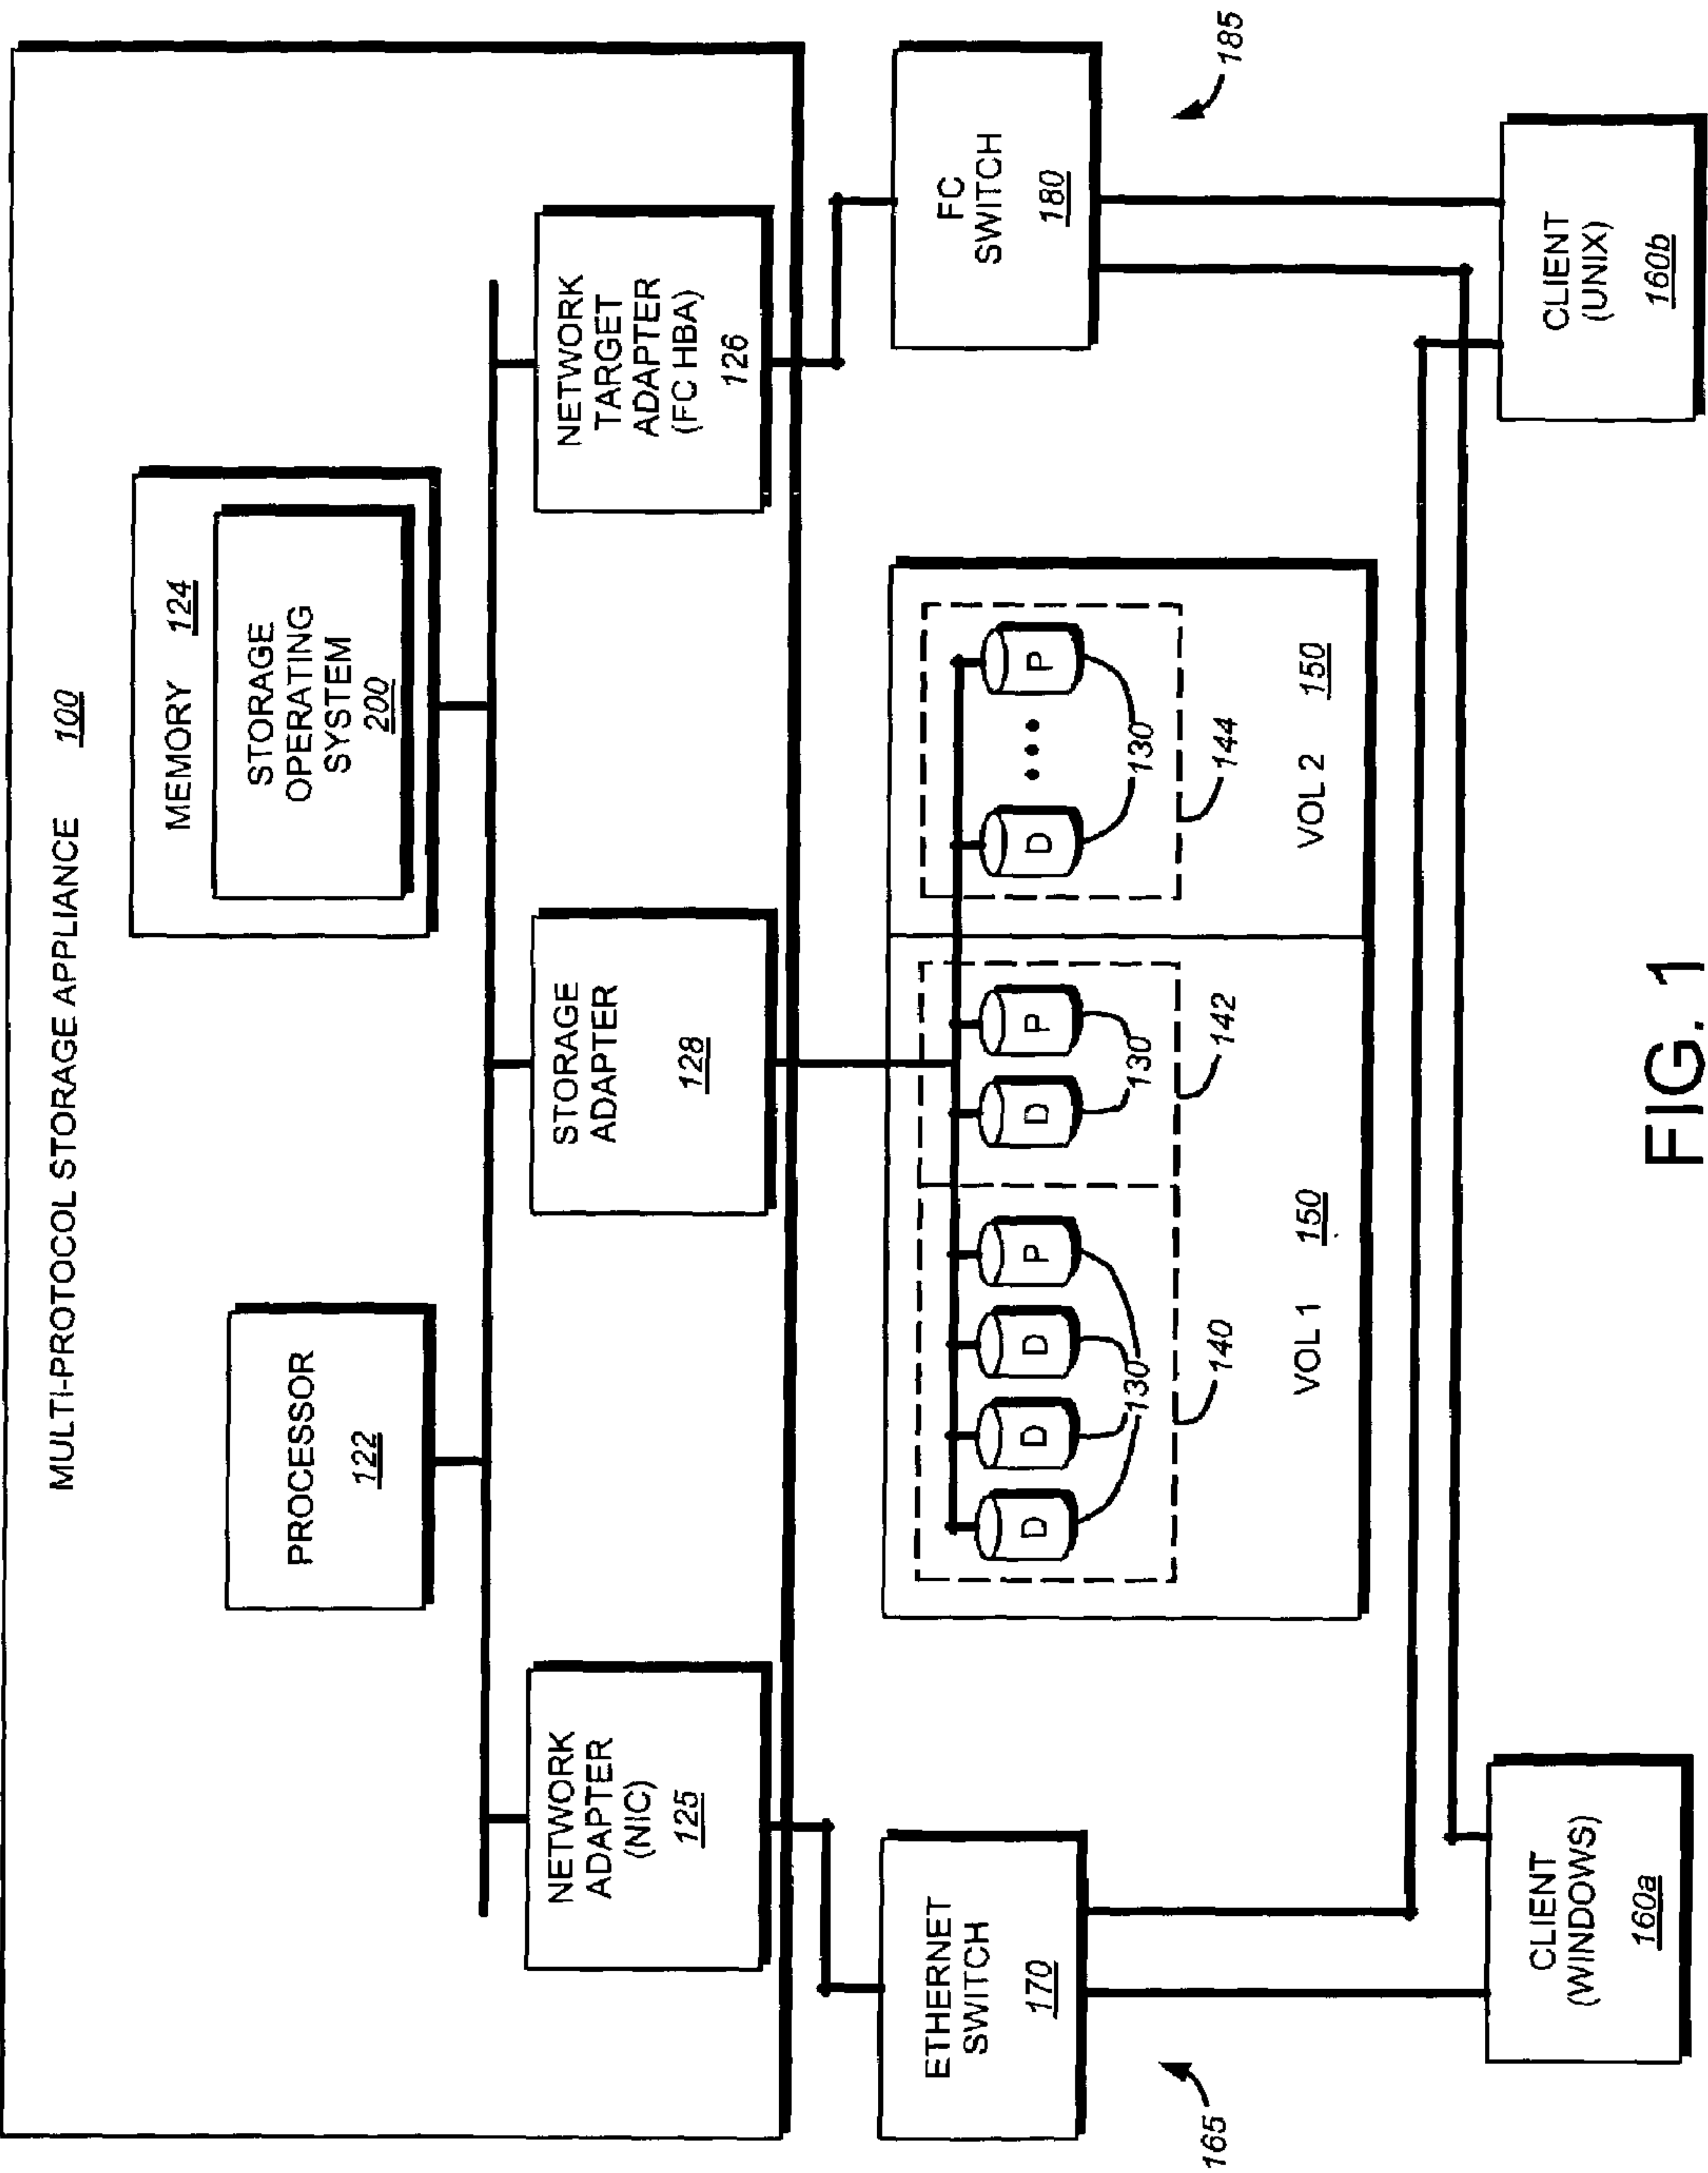 MULTI-PROTOCOL STORAGE APPLIANCE 100
MEMORY 124
STORAGE
OPERATING
SYSTEM
200
PROCESSOR
122
NETWORK
ADAPTER
(NIC)
125
STORAGE
ADAPTER
128
NETWORK
TARGET
ADAPTER
(FC HBA)
126
ETHERNET
SWITCH
170
165
D D D P
130
140
D P
130
142
VOL 1 150
D P
130
144
VOL 2 150
FC
SWITCH
180
185
CLIENT
(WINDOWS)
160a
CLIENT
(UNIX)
160b
FIG. 1